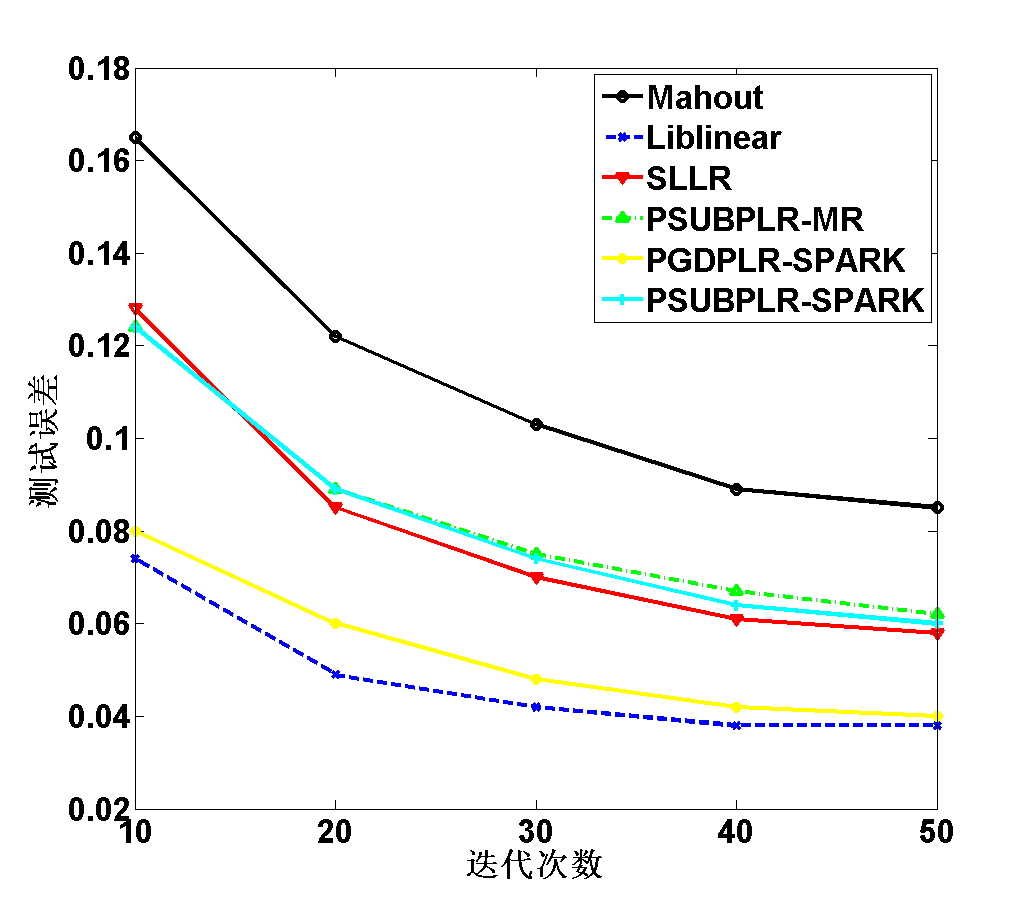 0.18
0.16
0.14
0.12
0.1
0.08
0.06
0.04
0.02
测试误差
Mahout
Liblinear
SLLR
PSUBPLR-MR
PGDPLR-SPARK
PSUBPLR-SPARK
10 20 30 40 50
迭代次数